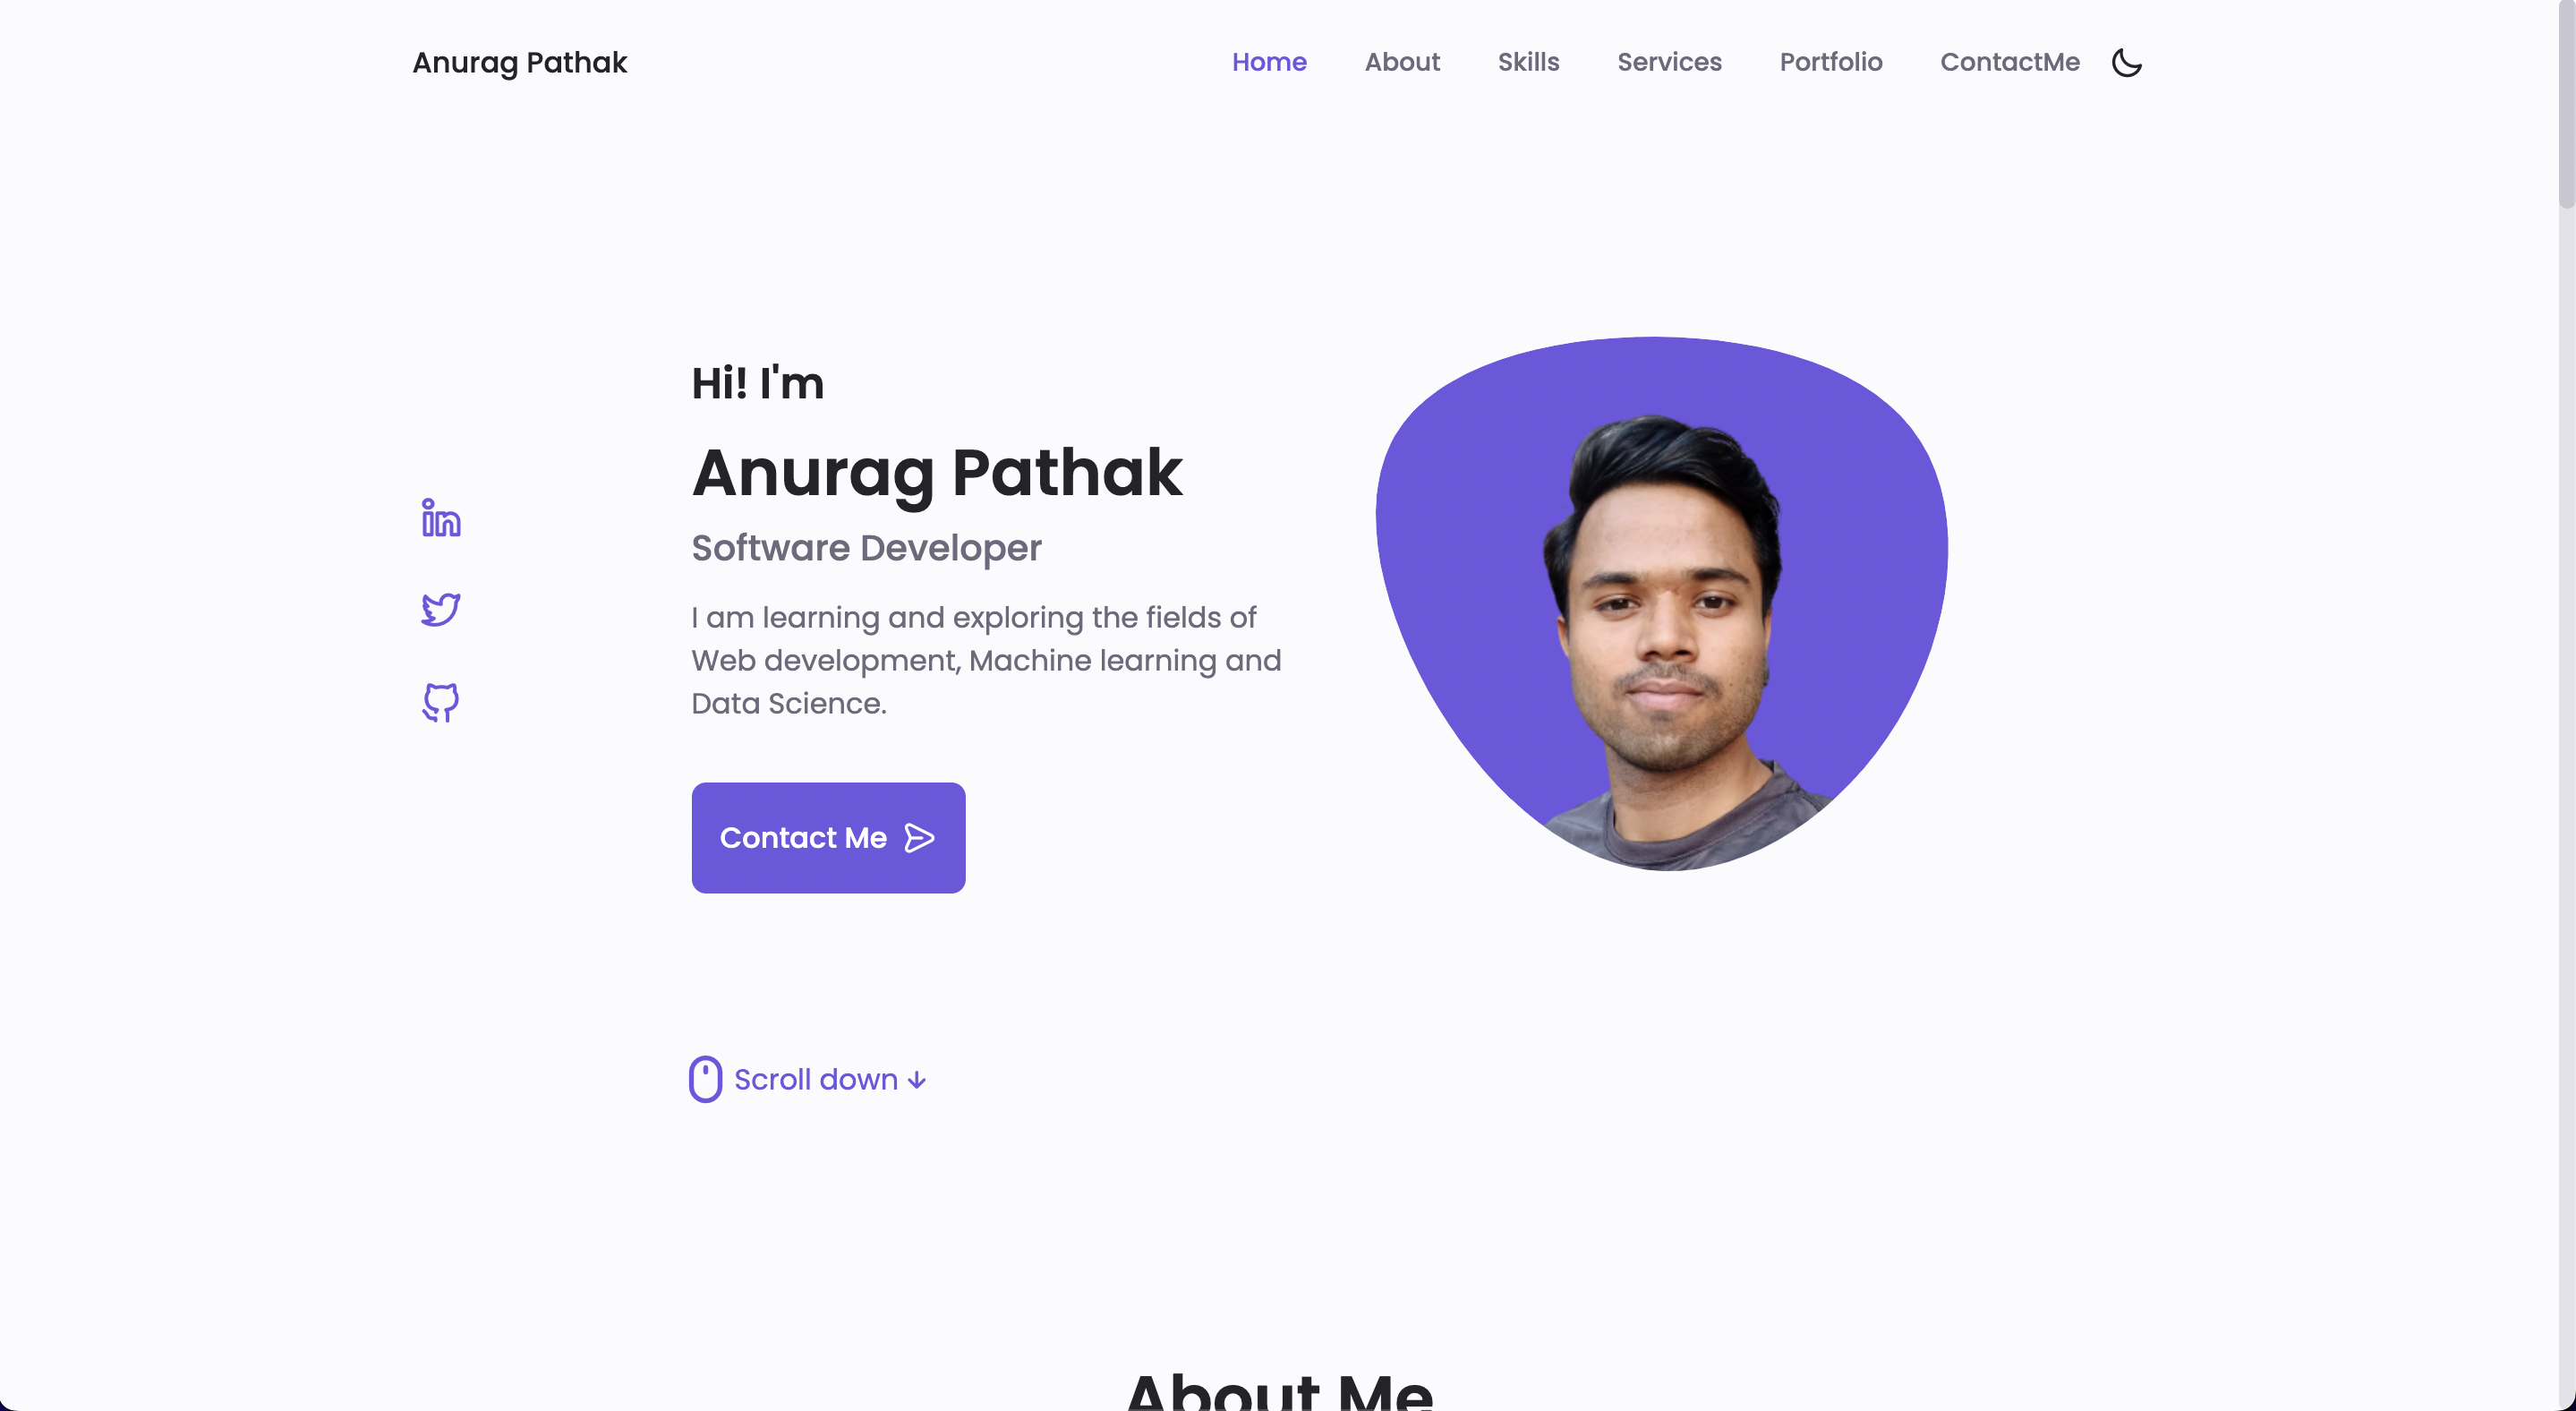 Anurag Pathak
Home About Skills Services Portfolio ContactMe
Hi! I'm
Anurag Pathak
Software Developer
I am learning and exploring the fields of
Web development, Machine learning and
Data Science.
Contact Me
Scroll down
About Me